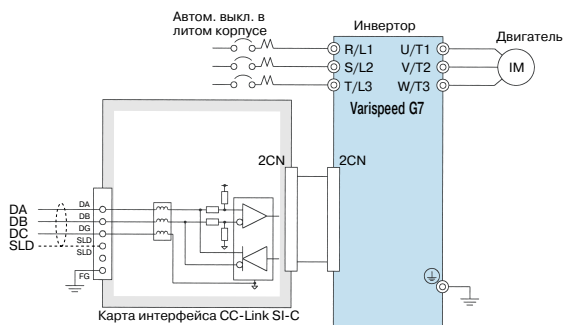 Автом. выкл. в
литом корпусе
Инвертор
Двигатель
R/L1 U/T1
S/L2 V/T2
T/L3 W/T3
IM
Varispeed G7
2CN 2CN
DA DA
DB DB
DC DG
SLD SLD
SLD
FG
Карта интерфейса CC-Link SI-C